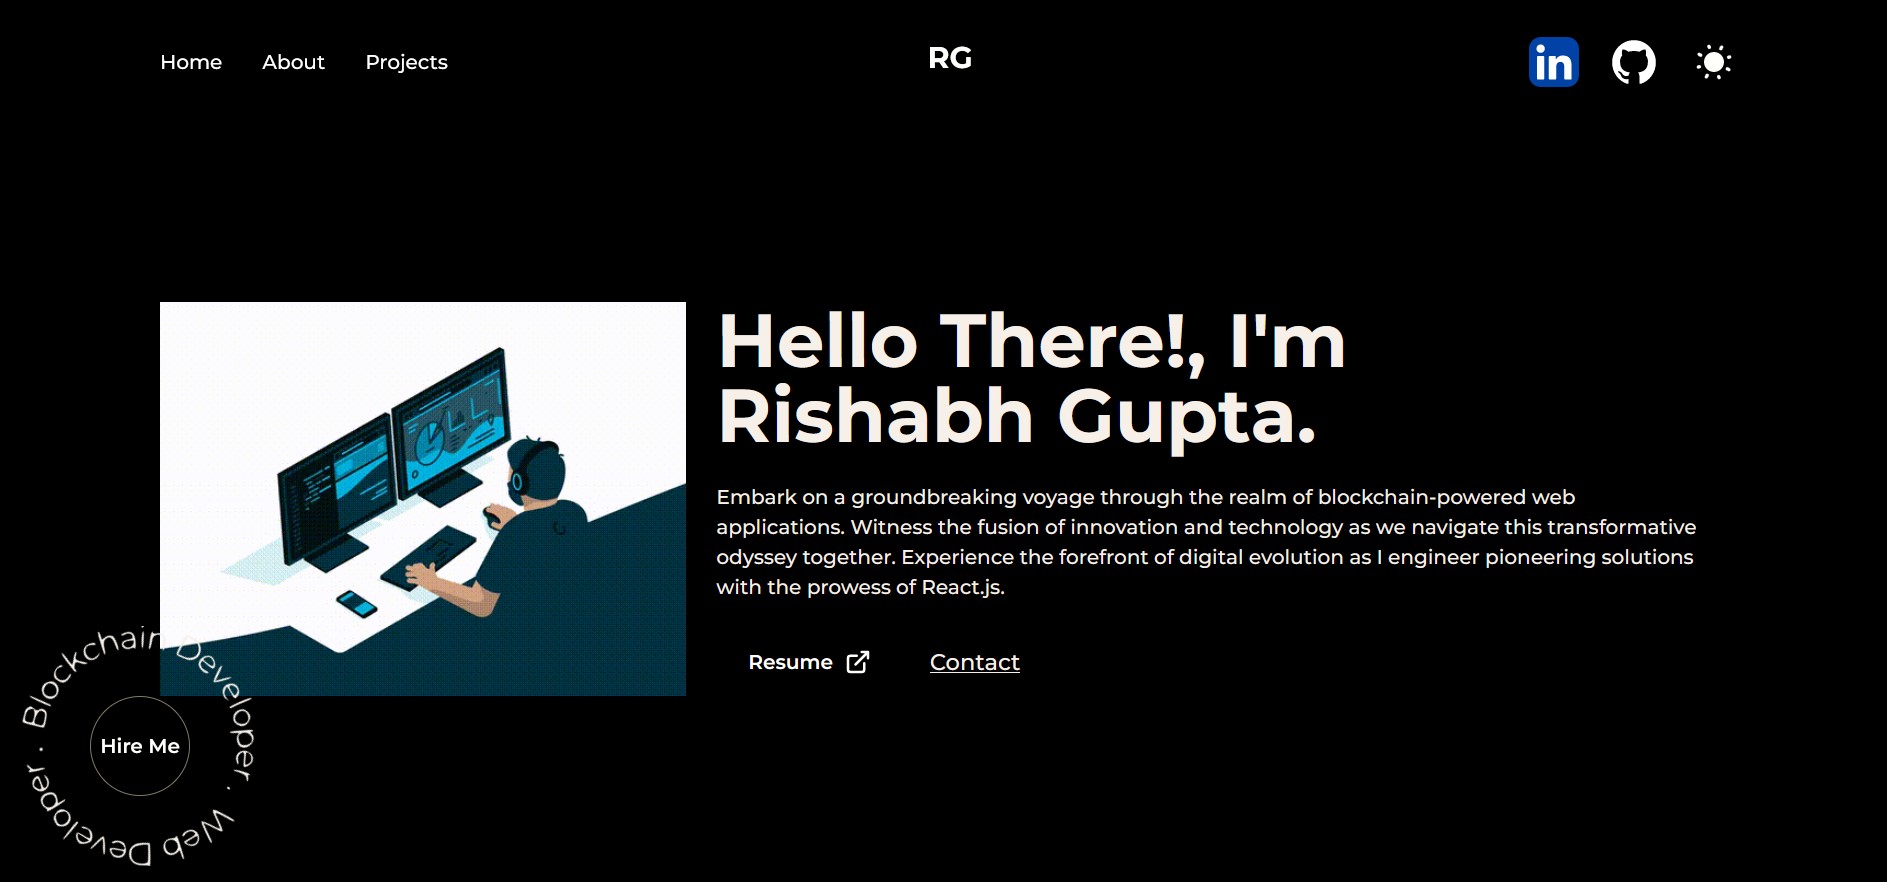 Home About Projects
RG
in
Hello There!, I'm
Rishabh Gupta.
Embark on a groundbreaking voyage through the realm of blockchain-powered web
applications. Witness the fusion of innovation and technology as we navigate this transformative
odyssey together. Experience the forefront of digital evolution as I engineer pioneering solutions
with the prowess of React.js.
Resume Contact
Blockchain Developer . Web Developer .
Hire Me